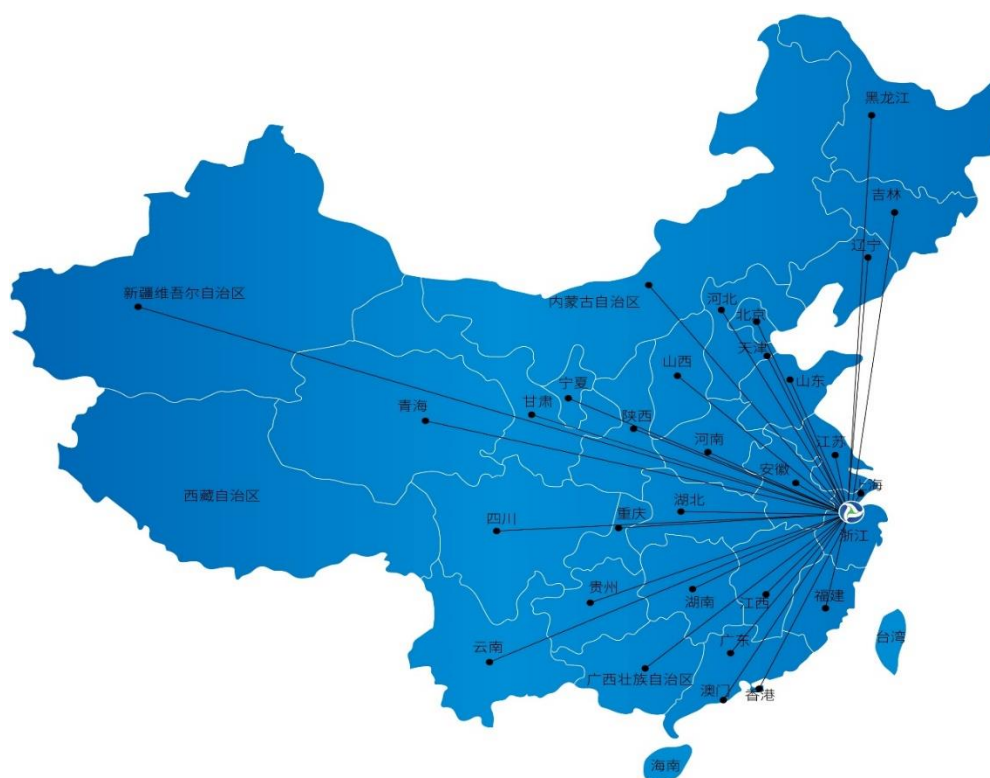 黑龙江
吉林
辽宁
新疆维吾尔自治区
内蒙古自治区
河北
北京
天津
山西
山东
宁夏
甘肃
青海
陕西
河南
江苏
安徽
上海
西藏自治区
湖北
四川
重庆
浙江
贵州
湖南
江西
福建
云南
广东
台湾
广西壮族自治区
澳门
香港
海南